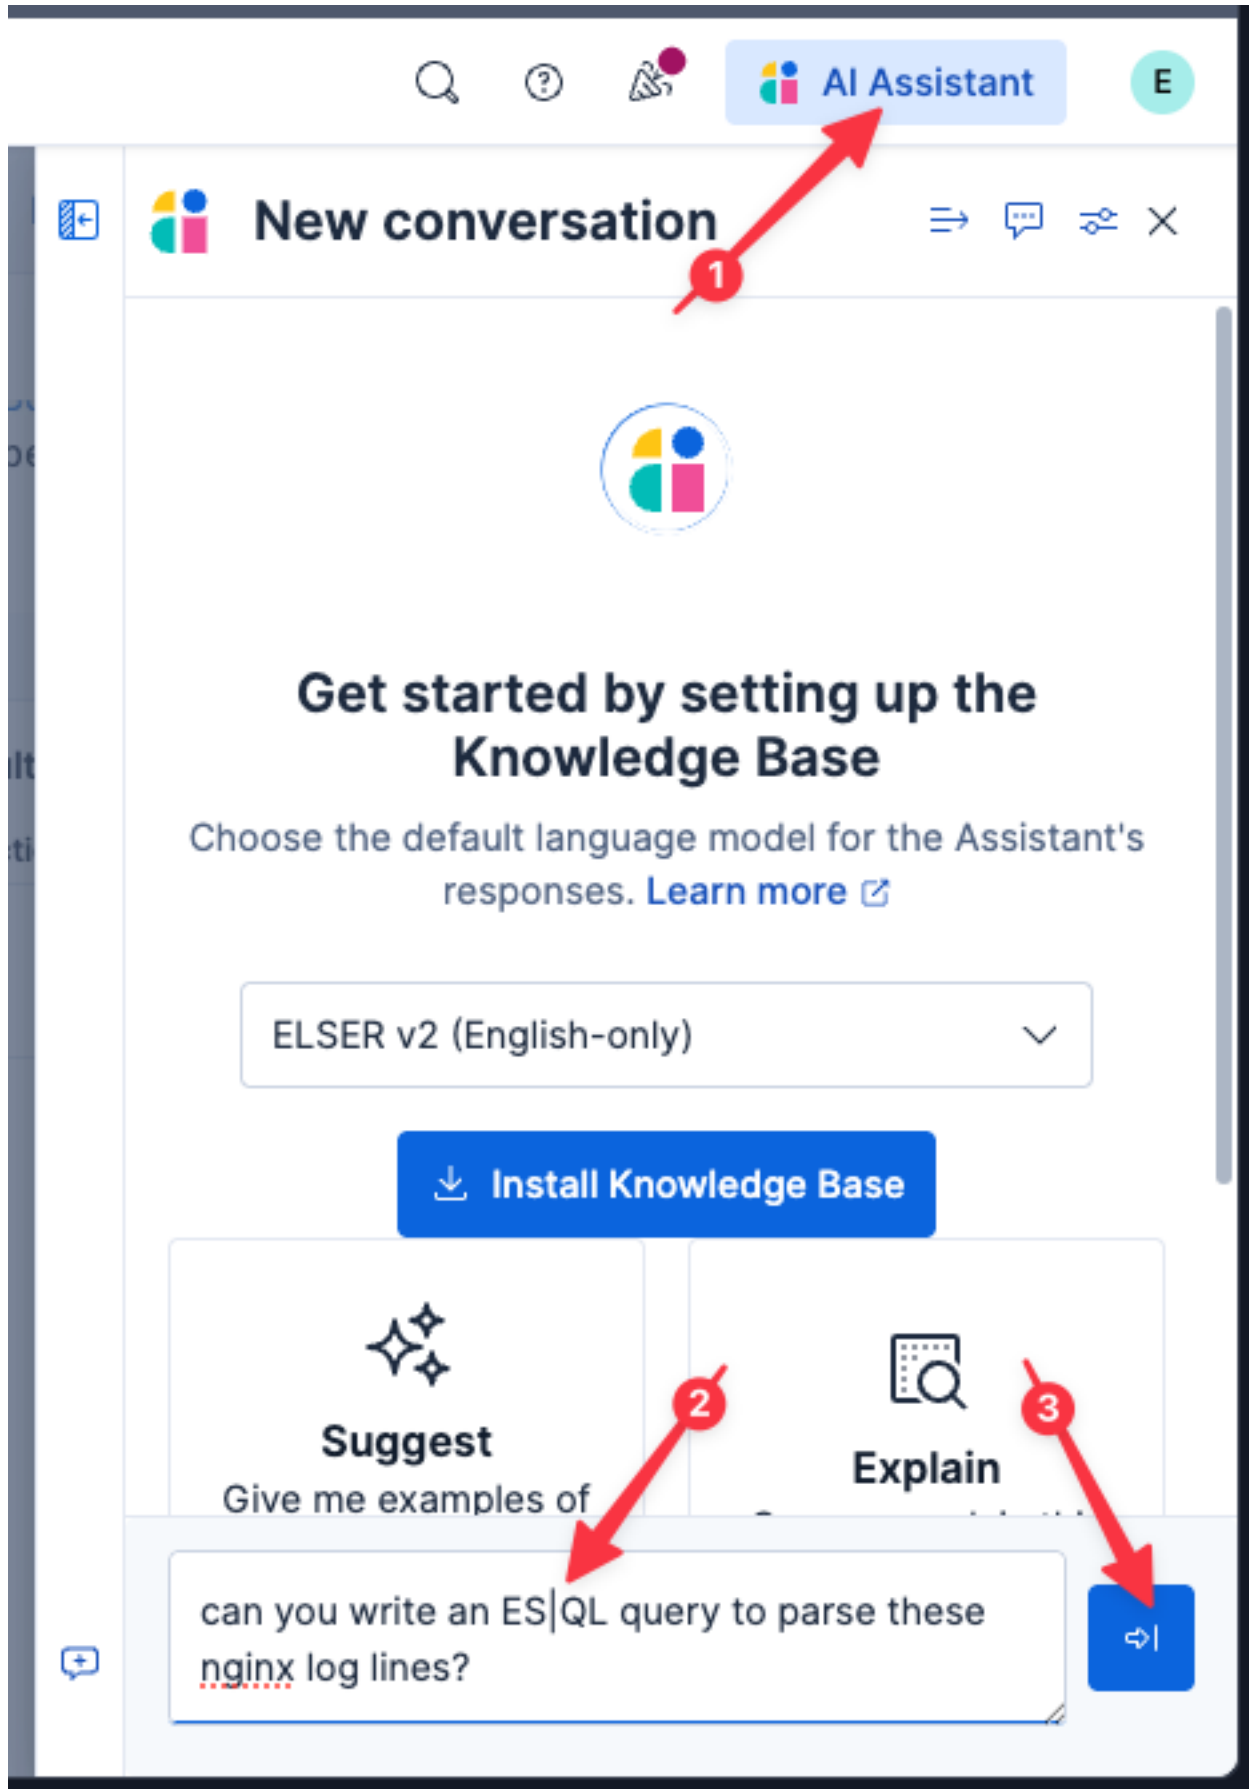 AI Assistant
E
New conversation
1
Get started by setting up the
Knowledge Base
Choose the default language model for the Assistant's
responses. Learn more
ELSER v2 (English-only)
Install Knowledge Base
2
3
Suggest
Explain
Give me examples of
can you write an ES|QL query to parse these
nginx log lines?